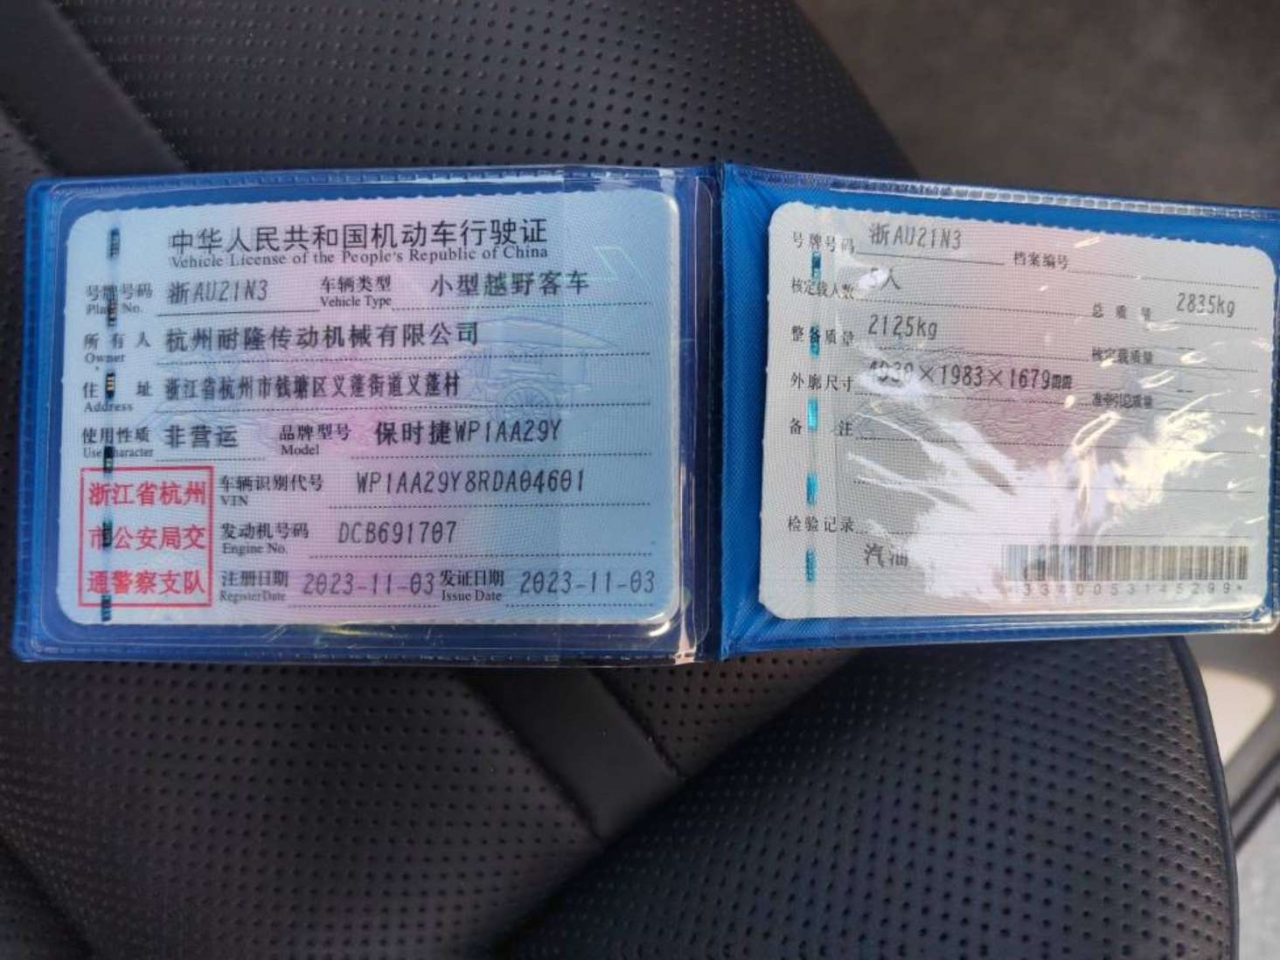 中华人民共和国机动车行驶证
Vehicle License of the People's Republic of China
号牌号码 浙AU21N3 车辆类型 小型越野客车
Plate No. Vehicle Type
所有人 杭州耐隆传动机械有限公司
Owner
住址 浙江省杭州市钱塘区义蓬街道义蓬村
Address
使用性质 非营运 品牌型号 保时捷WP1AA29Y
Use Character Model
浙江省杭州
市公安局交
通警察支队
车辆识别代号 WP1AA29Y8RDA04601
VIN
发动机号码 DCB691707
Engine No.
注册日期 2023-11-03 发证日期 2023-11-03
Register Date Issue Date
号牌号码 浙AU21N3 档案编号
核定载人数 5人 总质量 2835kg
整备质量 2125kg 核定载质量 --
外廓尺寸 4930×1983×1679mm 准牵引总质量 --
备注
检验记录
汽油